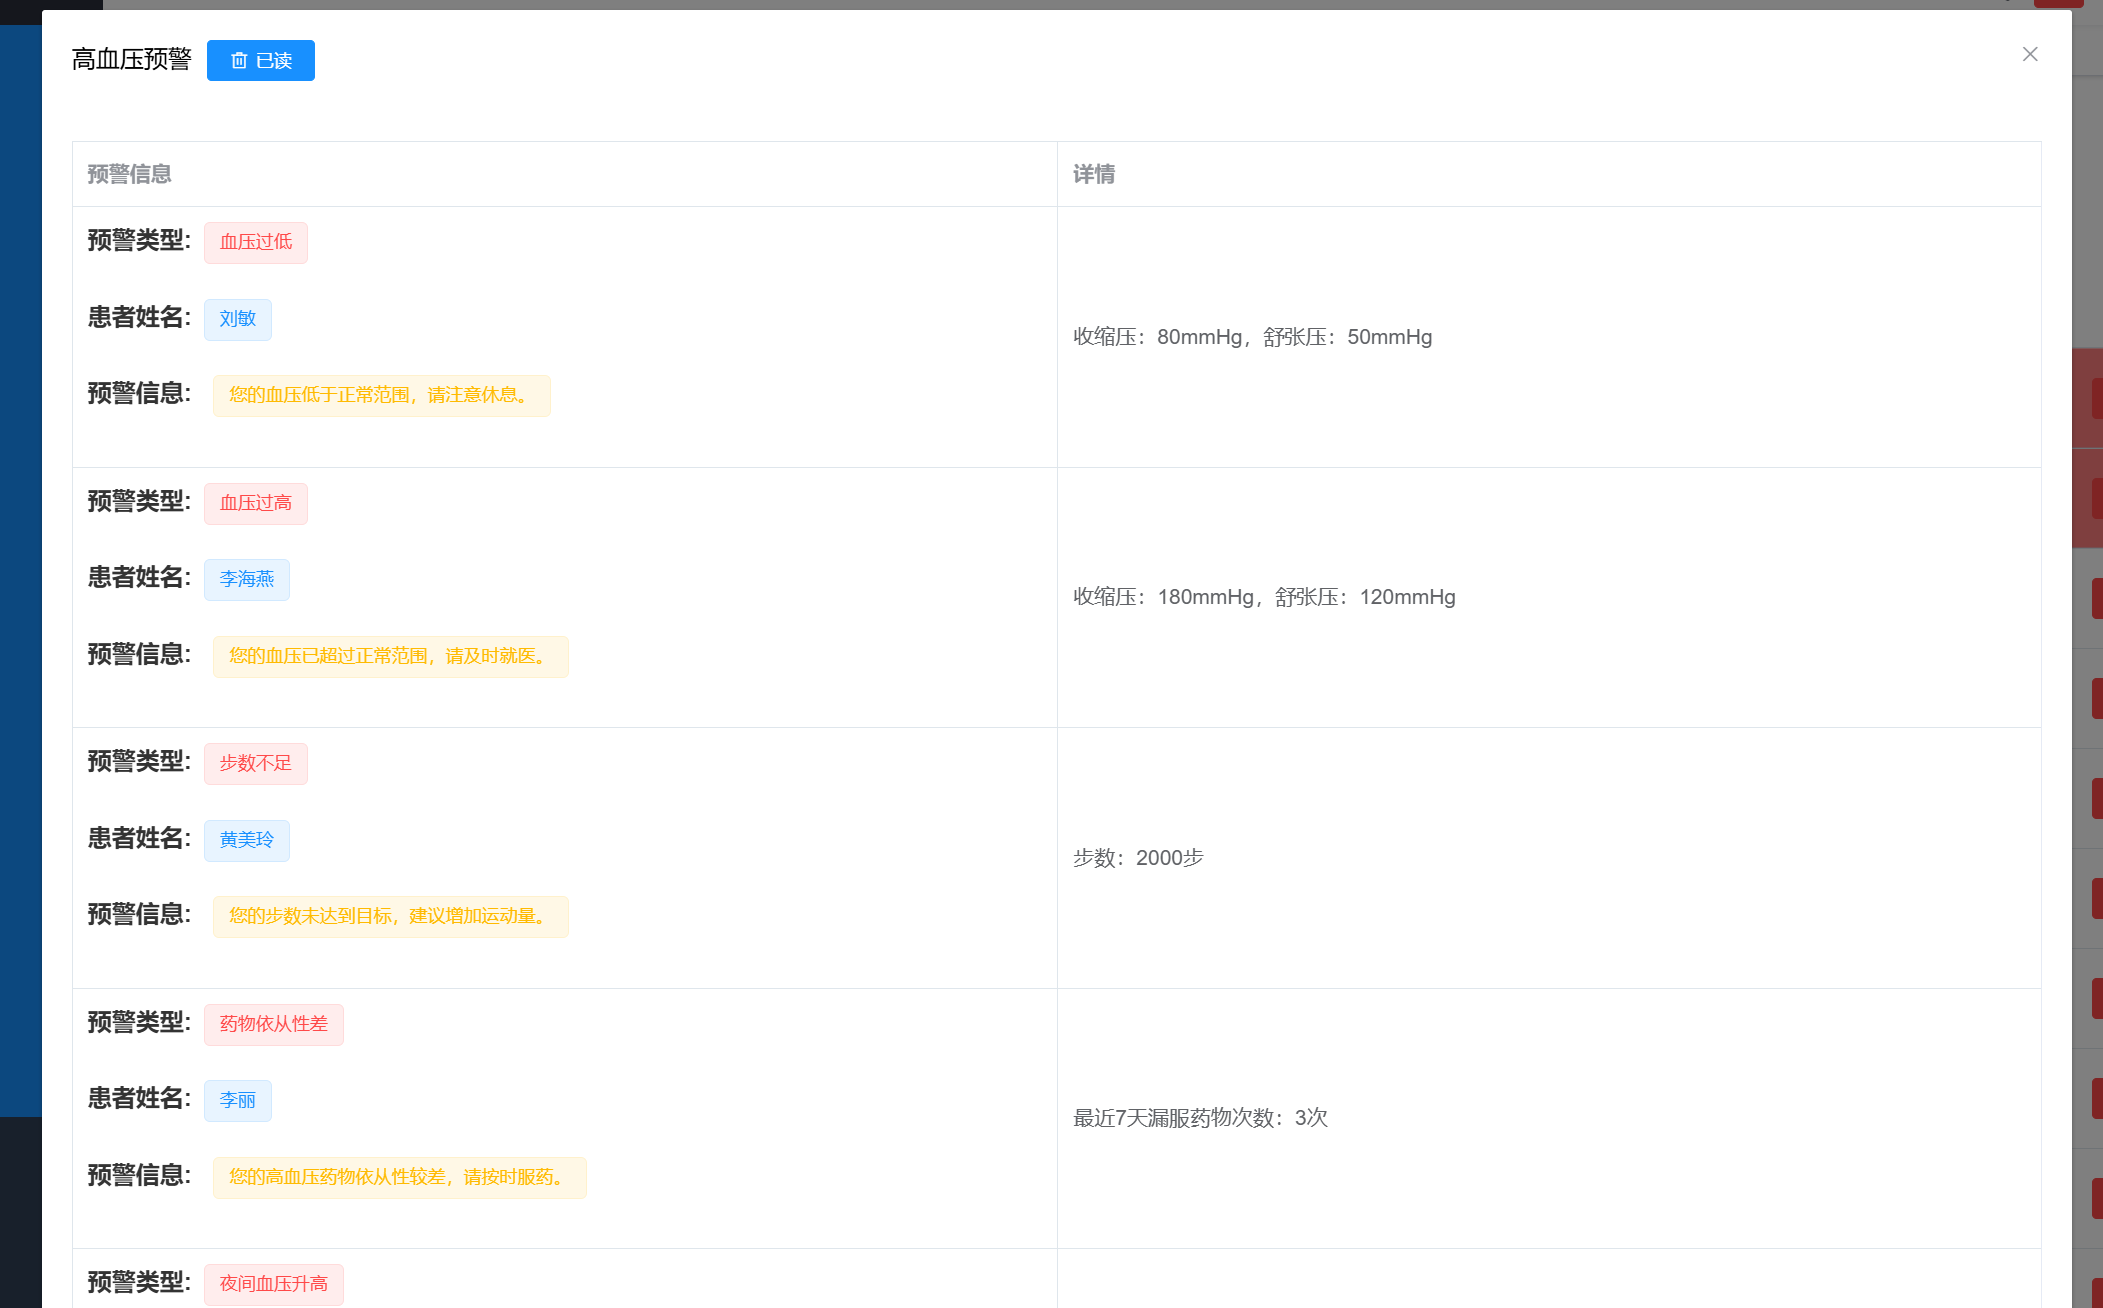 高血压预警 已读
预警信息 详情
预警类型: 血压过低
患者姓名: 刘敏
收缩压：80mmHg，舒张压：50mmHg
预警信息: 您的血压低于正常范围，请注意休息。
预警类型: 血压过高
患者姓名: 李海燕
收缩压：180mmHg，舒张压：120mmHg
预警信息: 您的血压已超过正常范围，请及时就医。
预警类型: 步数不足
患者姓名: 黄美玲
步数：2000步
预警信息: 您的步数未达到目标，建议增加运动量。
预警类型: 药物依从性差
患者姓名: 李丽
最近7天漏服药物次数：3次
预警信息: 您的高血压药物依从性较差，请按时服药。
预警类型: 夜间血压升高